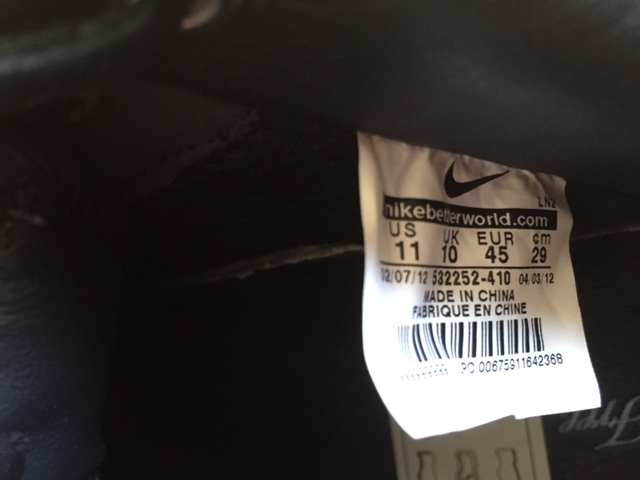 LN2
nikebetterworld.com
US UK EUR cm
11 10 45 29
02/07/12 532252-410 04/03/12
MADE IN CHINA
FABRIQUE EN CHINE
PC 00675911642368